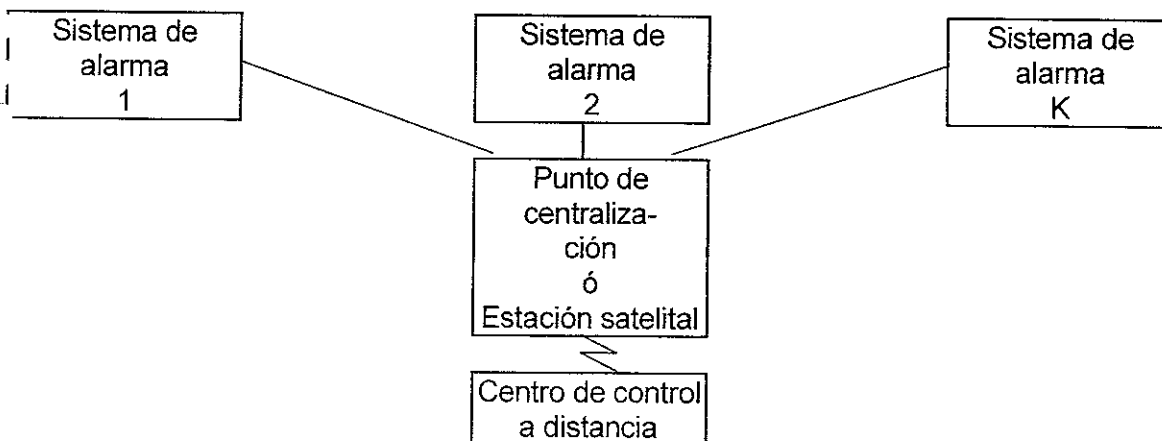 Sistema de
alarma
1
Sistema de
alarma
2
Sistema de
alarma
K
Punto de
centraliza-
ción
ó
Estación satelital
Centro de control
a distancia